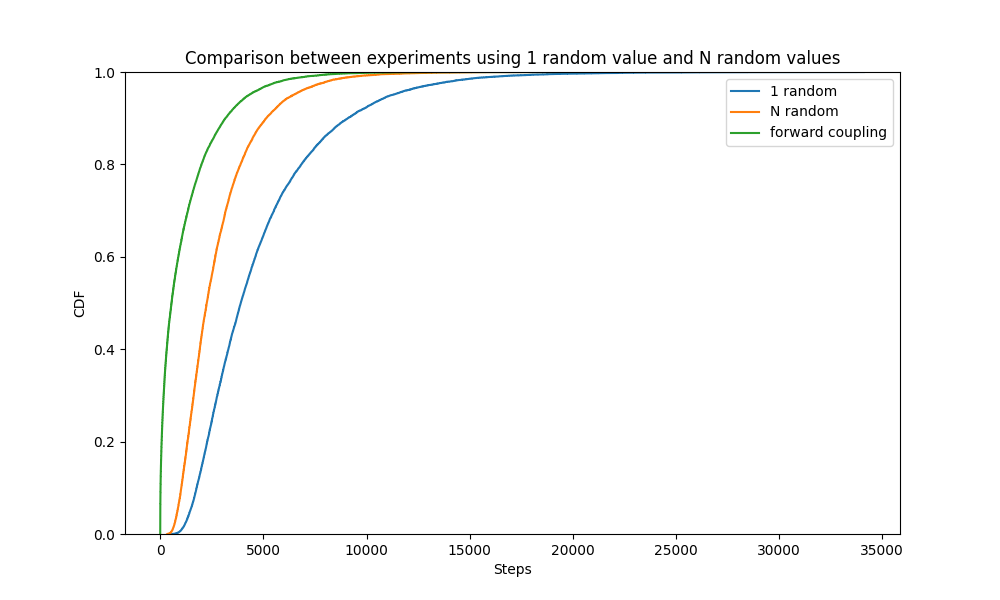 Comparison between experiments using 1 random value and N random values
1.0
0.8
0.6
0.4
0.2
0.0
CDF
1 random
N random
forward coupling
0 5000 10000 15000 20000 25000 30000 35000
Steps